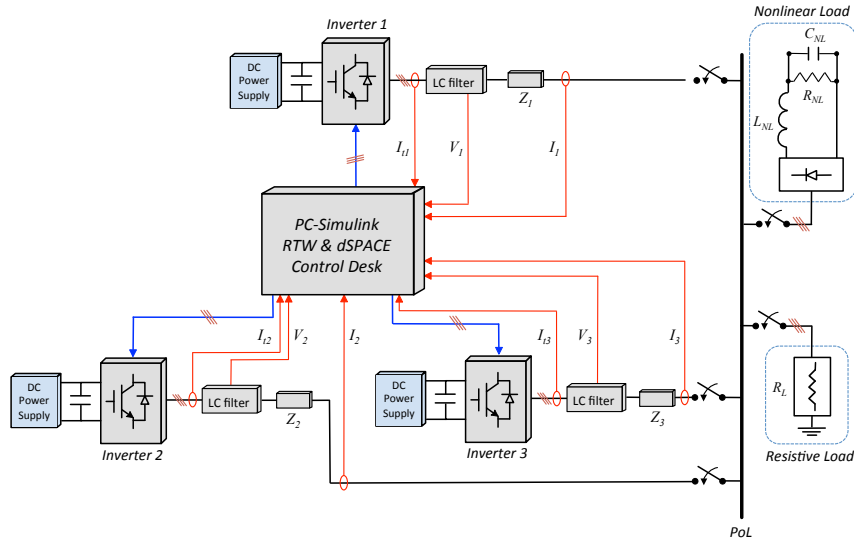 Inverter 1
Nonlinear Load
DC
Power
Supply
LC filter
Z1
CNL
RNL
LNL
It1
V1
I1
PC-Simulink
RTW & dSPACE
Control Desk
It2
V2
I2
It3
V3
I3
DC
Power
Supply
LC filter
Z2
Inverter 2
DC
Power
Supply
LC filter
Z3
Inverter 3
RL
Resistive Load
PoL